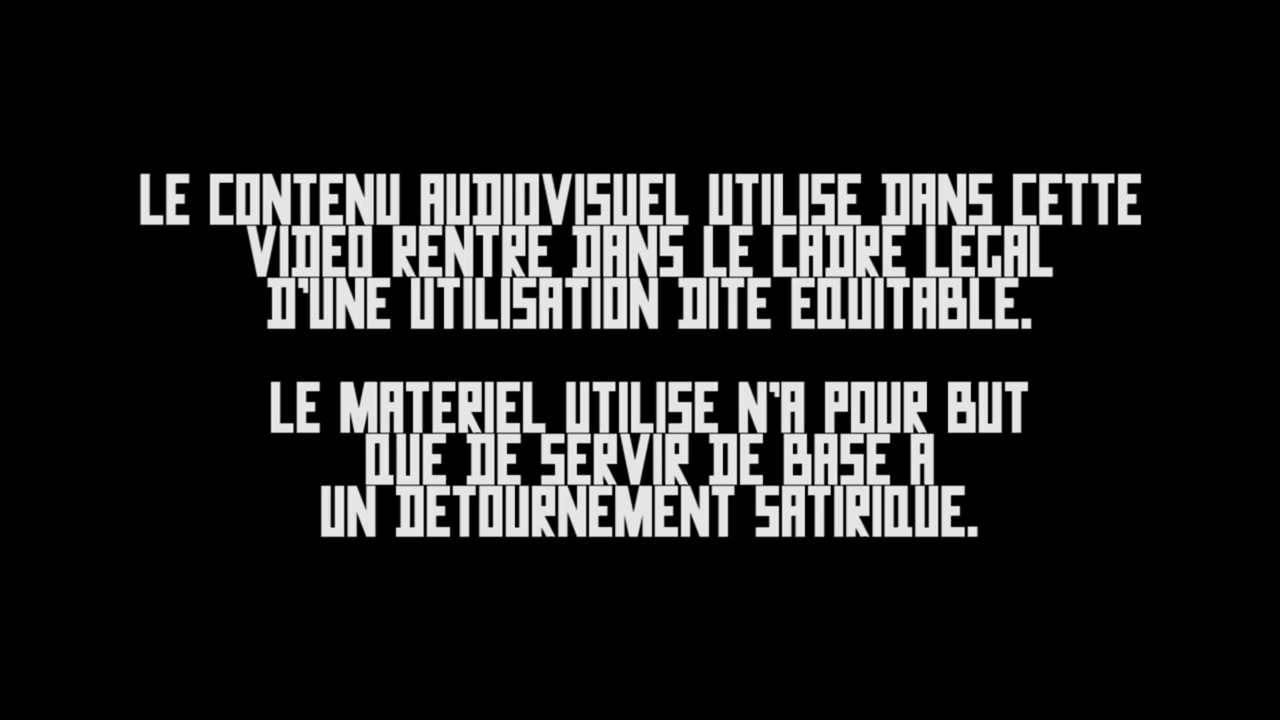 LE CONTENU AUDIOVISUEL UTILISE DANS CETTE
VIDEO RENTRE DANS LE CADRE LEGAL
D'UNE UTILISATION DITE EQUITABLE.
LE MATERIEL UTILISE N'A POUR BUT
QUE DE SERVIR DE BASE A
UN DETOURNEMENT SATIRIQUE.